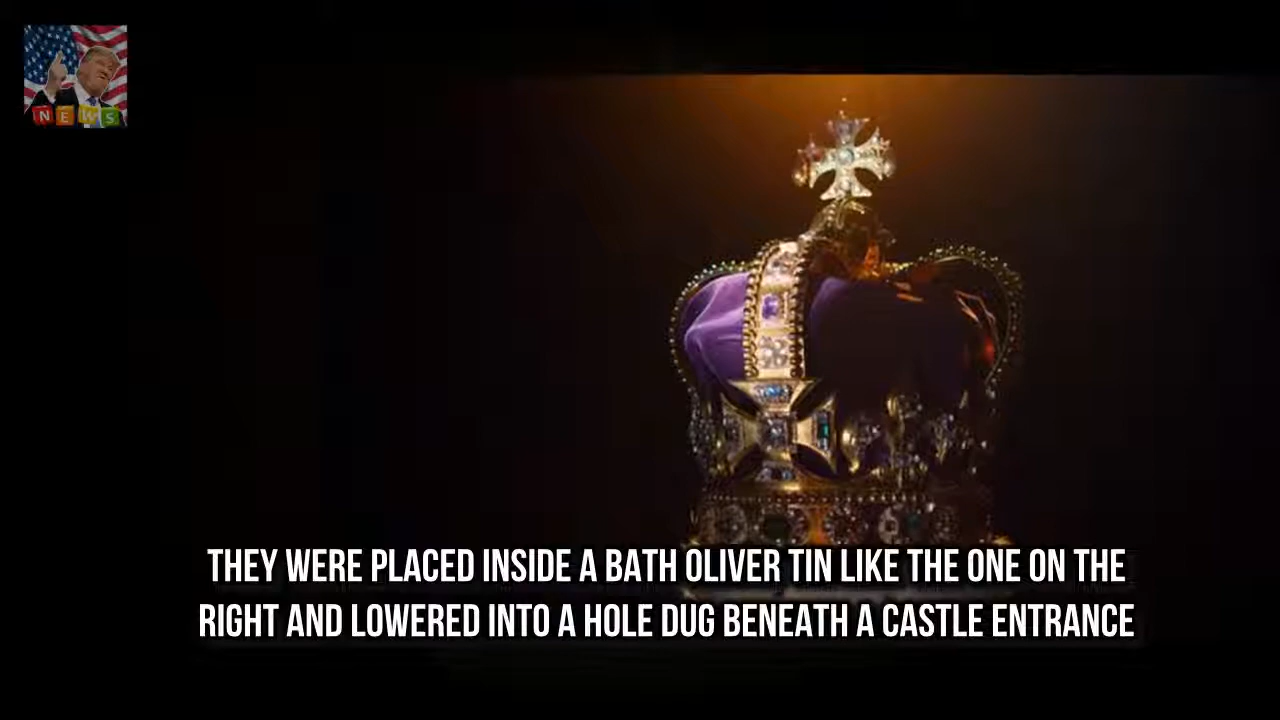 NEWS
THEY WERE PLACED INSIDE A BATH OLIVER TIN LIKE THE ONE ON THE
RIGHT AND LOWERED INTO A HOLE DUG BENEATH A CASTLE ENTRANCE